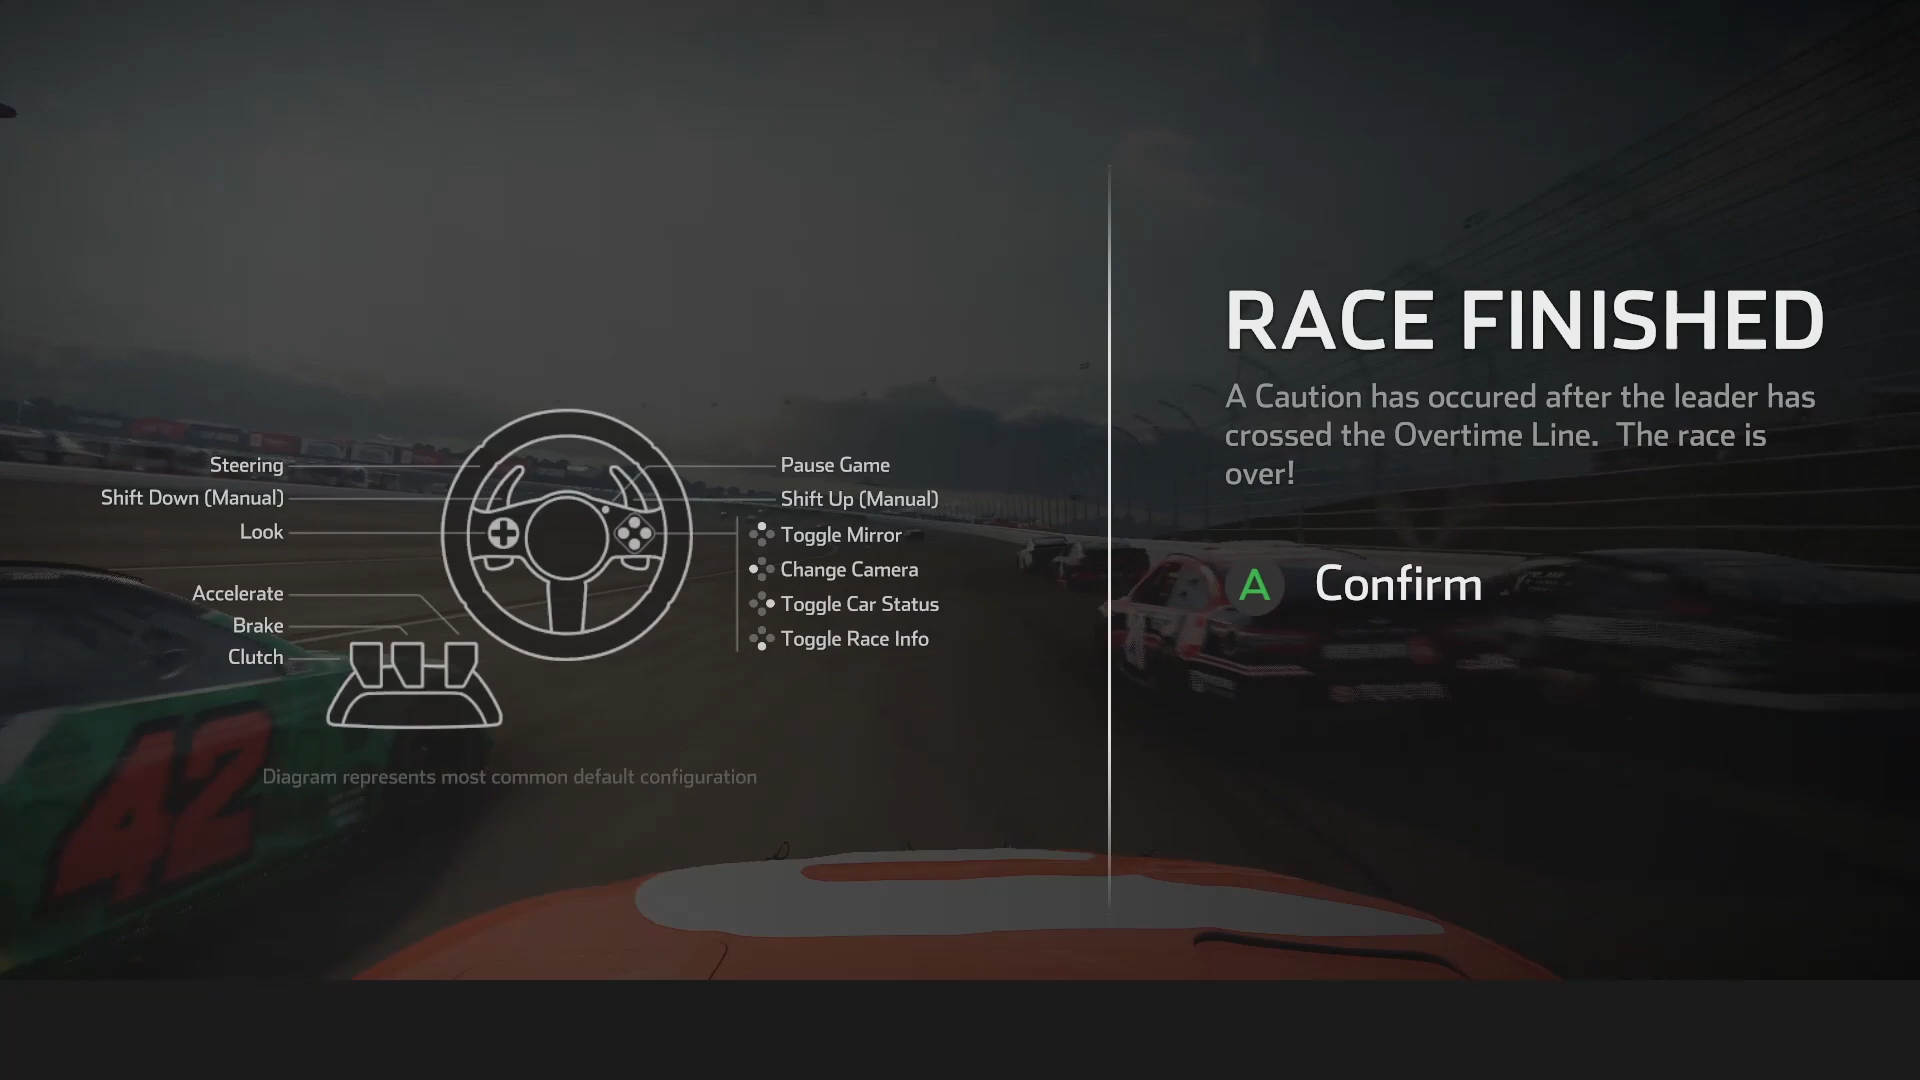 RACE FINISHED
A Caution has occured after the leader has
crossed the Overtime Line.  The race is
over!
A Confirm
Steering
Shift Down (Manual)
Look
Accelerate
Brake
Clutch
Pause Game
Shift Up (Manual)
Toggle Mirror
Change Camera
Toggle Car Status
Toggle Race Info
Diagram represents most common default configuration
42